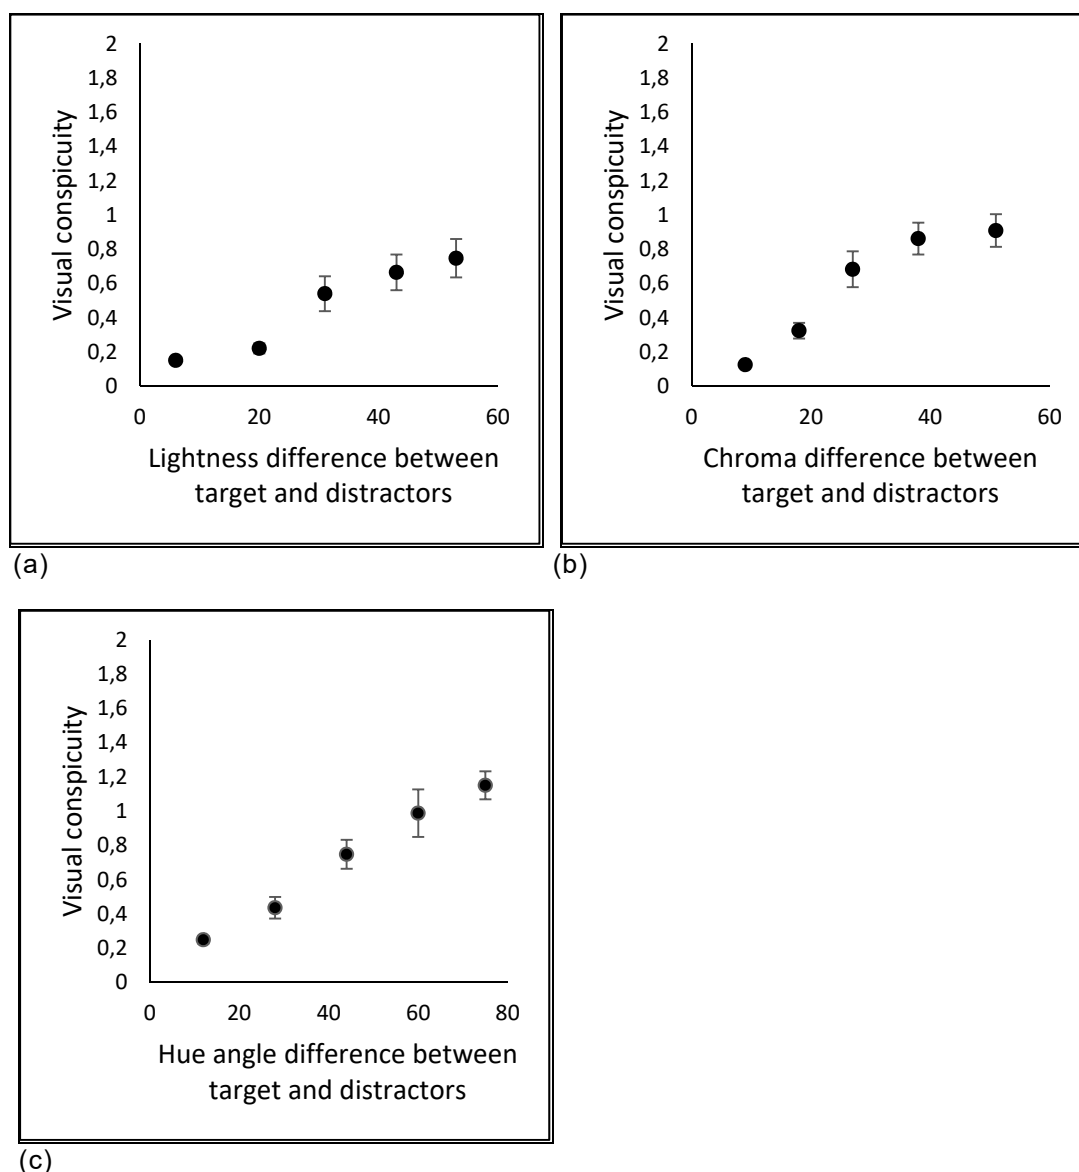 2
1,8
1,6
1,4
1,2
1
0,8
0,6
0,4
0,2
0
Visual conspicuity
0 20 40 60
Lightness difference between
target and distractors
(a)
2
1,8
1,6
1,4
1,2
1
0,8
0,6
0,4
0,2
0
Visual conspicuity
0 20 40 60
Chroma difference between
target and distractors
(b)
2
1,8
1,6
1,4
1,2
1
0,8
0,6
0,4
0,2
0
Visual conspicuity
0 20 40 60 80
Hue angle difference between
target and distractors
(c)